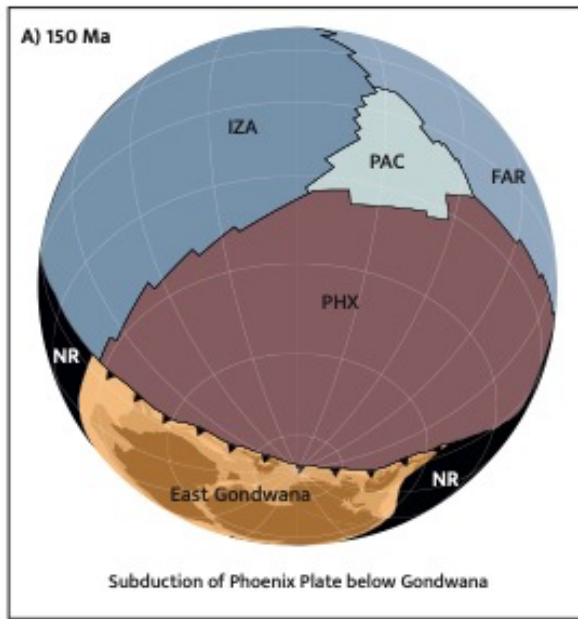 A) 150 Ma
IZA
PAC
FAR
PHX
NR
NR
East Gondwana
Subduction of Phoenix Plate below Gondwana